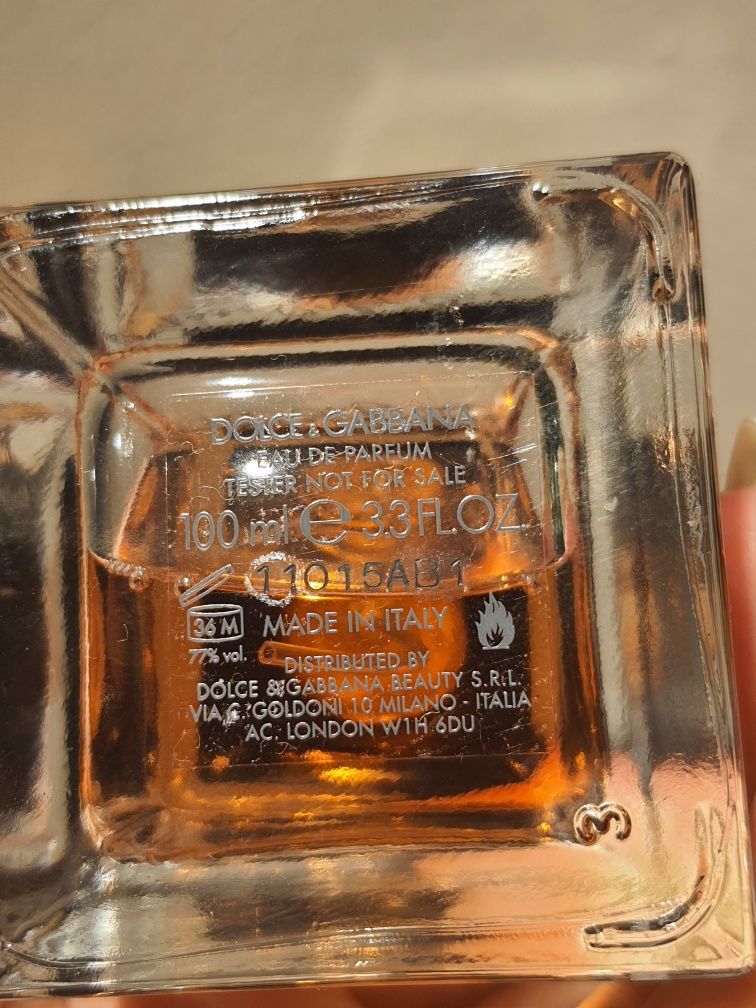 DOLCE & GABBANA
EAU DE PARFUM
TESTER NOT FOR SALE
100 ml ℮ 3.3 FL.OZ.
11015AB1
36 M
MADE IN ITALY
77% vol.
DISTRIBUTED BY
DOLCE & GABBANA BEAUTY S.R.L.
VIA C. GOLDONI 10 MILANO - ITALIA
AC. LONDON W1H 6DU